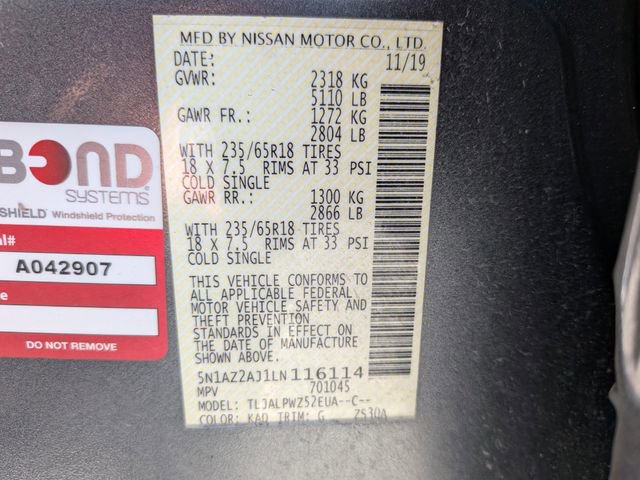 MFD BY NISSAN MOTOR CO., LTD.
DATE: 11/19
GVWR: 2318 KG
5110 LB
GAWR FR.: 1272 KG
2804 LB
WITH 235/65R18 TIRES
18 X 7.5 RIMS AT 33 PSI
COLD SINGLE
GAWR RR.: 1300 KG
2866 LB
WITH 235/65R18 TIRES
18 X 7.5 RIMS AT 33 PSI
COLD SINGLE
THIS VEHICLE CONFORMS TO
ALL APPLICABLE FEDERAL
MOTOR VEHICLE SAFETY AND
THEFT PREVENTION
STANDARDS IN EFFECT ON
THE DATE OF MANUFACTURE
SHOWN ABOVE.
5N1AZ2AJ1LN116114
MPV 701045
MODEL: TLJALPWZ52EUA--C--
COLOR: KAD TRIM: G ZS30A
BOND
SYSTEMS®
SHIELD Windshield Protection
al#
A042907
e
DO NOT REMOVE